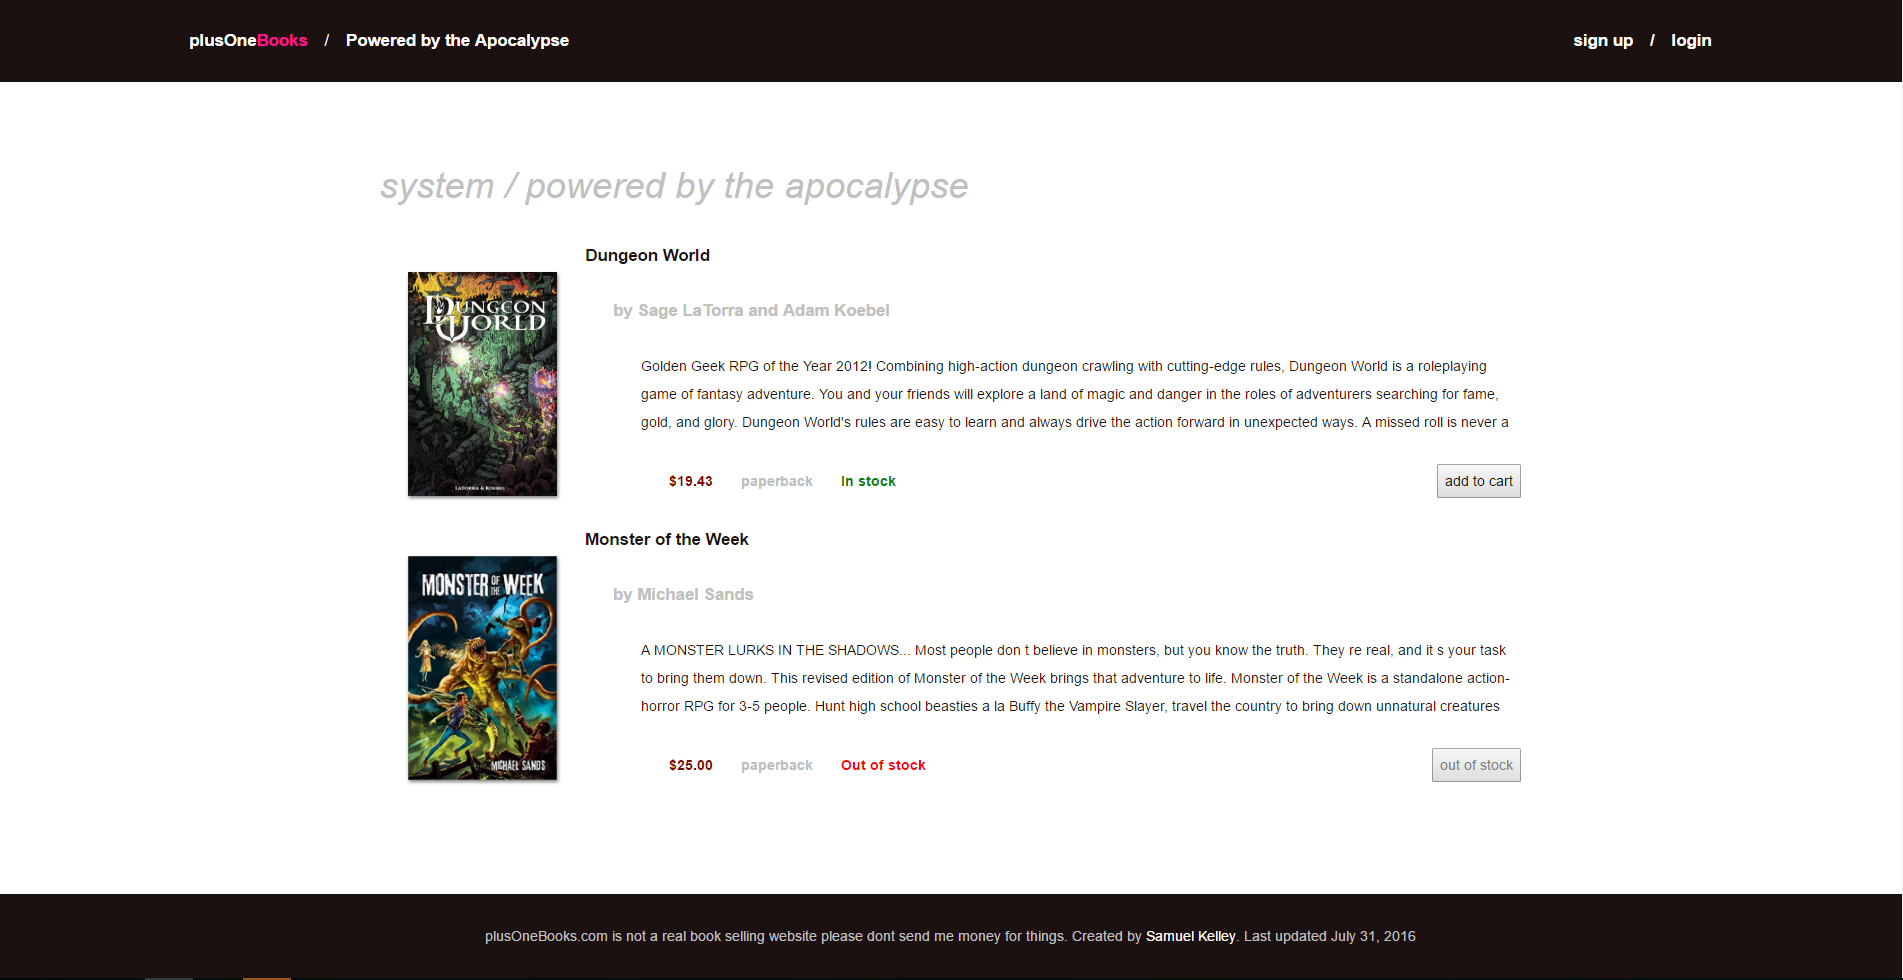 plusOneBooks / Powered by the Apocalypse sign up / login
system / powered by the apocalypse
Dungeon World
DUNGEON
WORLD
LATORRA & KOEBEL
by Sage LaTorra and Adam Koebel
Golden Geek RPG of the Year 2012! Combining high-action dungeon crawling with cutting-edge rules, Dungeon World is a roleplaying
game of fantasy adventure. You and your friends will explore a land of magic and danger in the roles of adventurers searching for fame,
gold, and glory. Dungeon World's rules are easy to learn and always drive the action forward in unexpected ways. A missed roll is never a
$19.43 paperback In stock add to cart
Monster of the Week
MONSTER OF THE WEEK
MICHAEL SANDS
by Michael Sands
A MONSTER LURKS IN THE SHADOWS... Most people don t believe in monsters, but you know the truth. They re real, and it s your task
to bring them down. This revised edition of Monster of the Week brings that adventure to life. Monster of the Week is a standalone action-
horror RPG for 3-5 people. Hunt high school beasties a la Buffy the Vampire Slayer, travel the country to bring down unnatural creatures
$25.00 paperback Out of stock out of stock
plusOneBooks.com is not a real book selling website please dont send me money for things. Created by Samuel Kelley. Last updated July 31, 2016